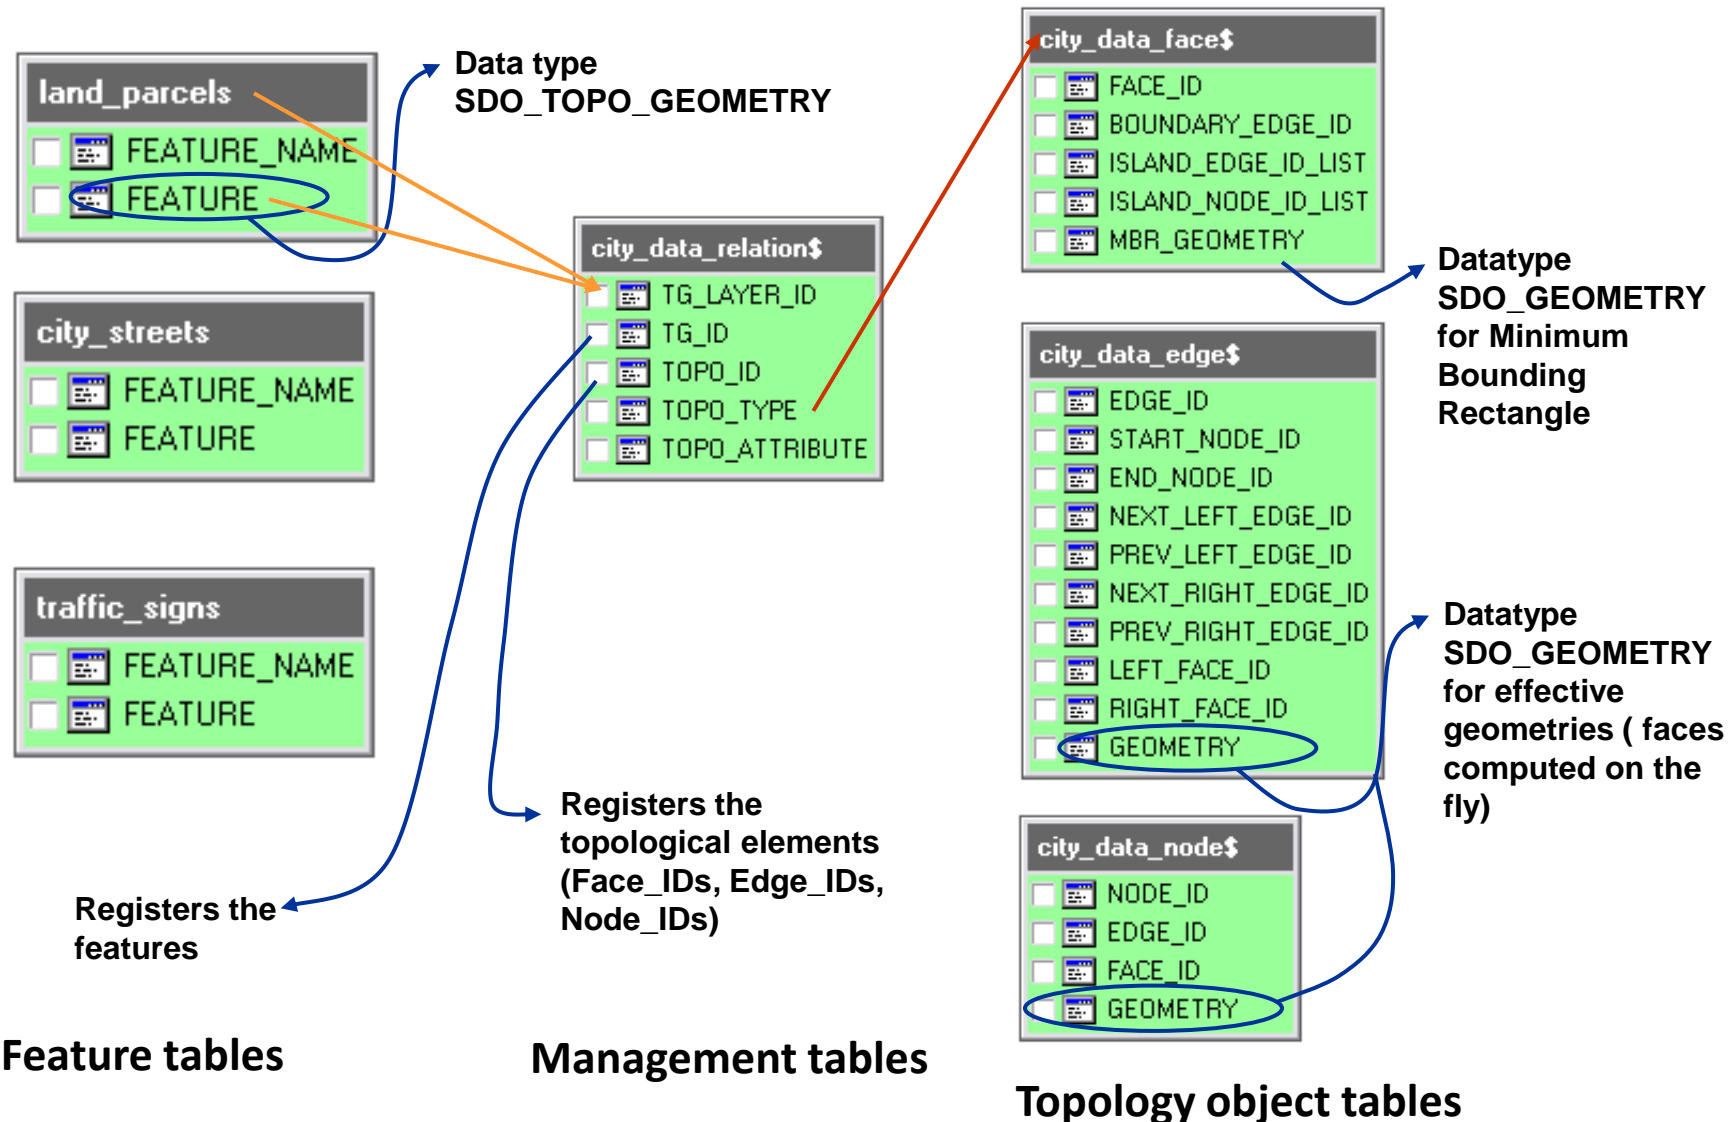 land_parcels
FEATURE_NAME
FEATURE
city_streets
FEATURE_NAME
FEATURE
traffic_signs
FEATURE_NAME
FEATURE
Registers the
features
Feature tables
Data type
SDO_TOPO_GEOMETRY
city_data_relation$
TG_LAYER_ID
TG_ID
TOPO_ID
TOPO_TYPE
TOPO_ATTRIBUTE
Registers the
topological elements
(Face_IDs, Edge_IDs,
Node_IDs)
Management tables
city_data_face$
FACE_ID
BOUNDARY_EDGE_ID
ISLAND_EDGE_ID_LIST
ISLAND_NODE_ID_LIST
MBR_GEOMETRY
city_data_edge$
EDGE_ID
START_NODE_ID
END_NODE_ID
NEXT_LEFT_EDGE_ID
PREV_LEFT_EDGE_ID
NEXT_RIGHT_EDGE_ID
PREV_RIGHT_EDGE_ID
LEFT_FACE_ID
RIGHT_FACE_ID
GEOMETRY
city_data_node$
NODE_ID
EDGE_ID
FACE_ID
GEOMETRY
Topology object tables
Datatype
SDO_GEOMETRY
for Minimum
Bounding
Rectangle
Datatype
SDO_GEOMETRY
for effective
geometries ( faces
computed on the
fly)